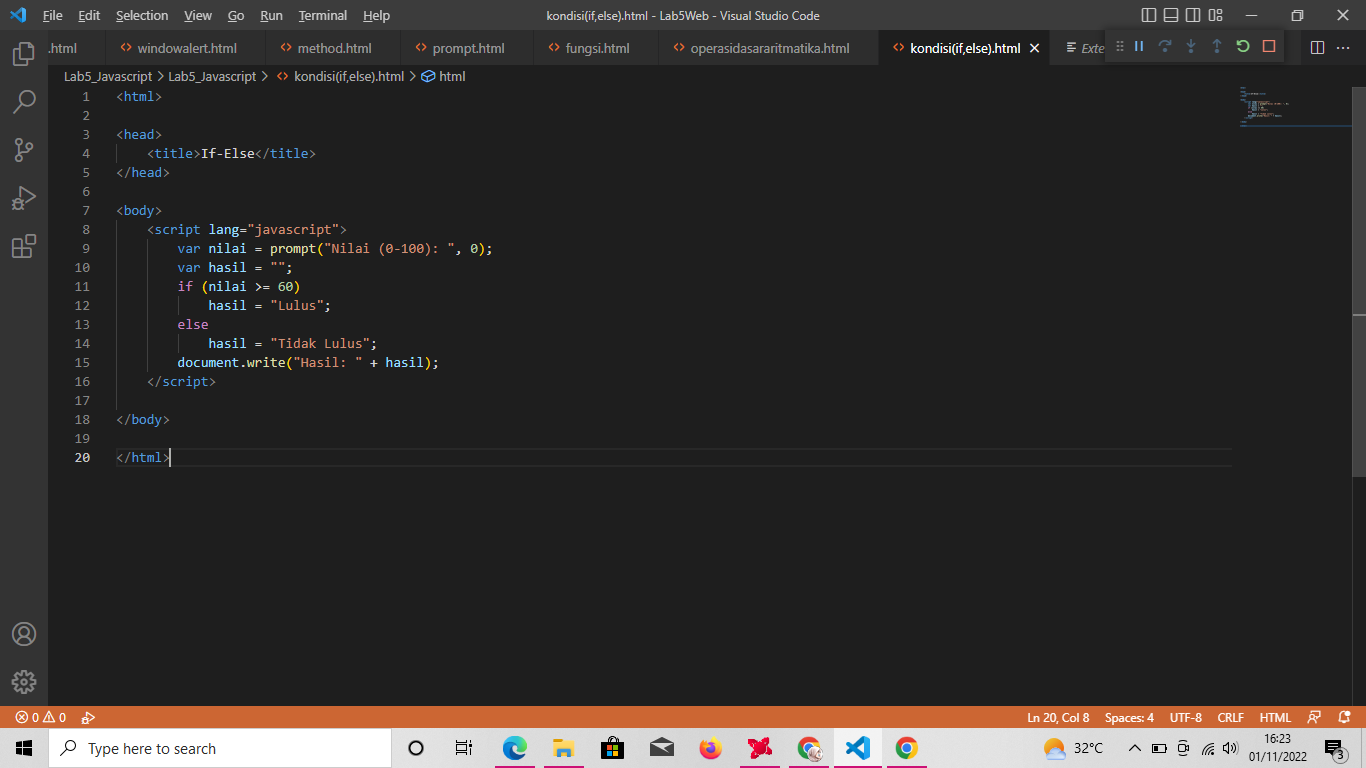 File Edit Selection View Go Run Terminal Help kondisi(if,else).html - Lab5Web - Visual Studio Code
.html windowalert.html method.html prompt.html fungsi.html operasidasararitmatika.html kondisi(if,else).html Exte
Lab5_Javascript > Lab5_Javascript > kondisi(if,else).html > html
1 <html>
2
3 <head>
4 <title>If-Else</title>
5 </head>
6
7 <body>
8 <script lang="javascript">
9 var nilai = prompt("Nilai (0-100): ", 0);
10 var hasil = "";
11 if (nilai >= 60)
12 hasil = "Lulus";
13 else
14 hasil = "Tidak Lulus";
15 document.write("Hasil: " + hasil);
16 </script>
17
18 </body>
19
20 </html>
0 0 Ln 20, Col 8 Spaces: 4 UTF-8 CRLF HTML
Type here to search 32°C 16:23
01/11/2022 3